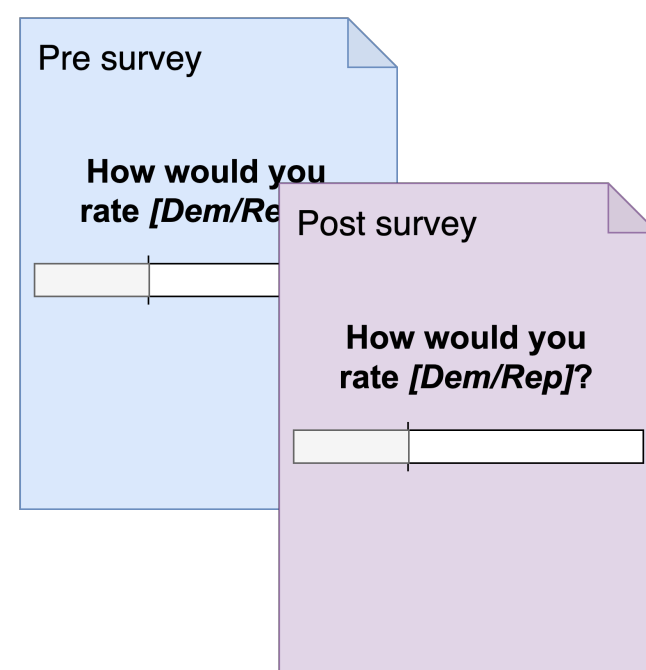 Pre survey
How would you
rate [Dem/Re
Post survey
How would you
rate [Dem/Rep]?